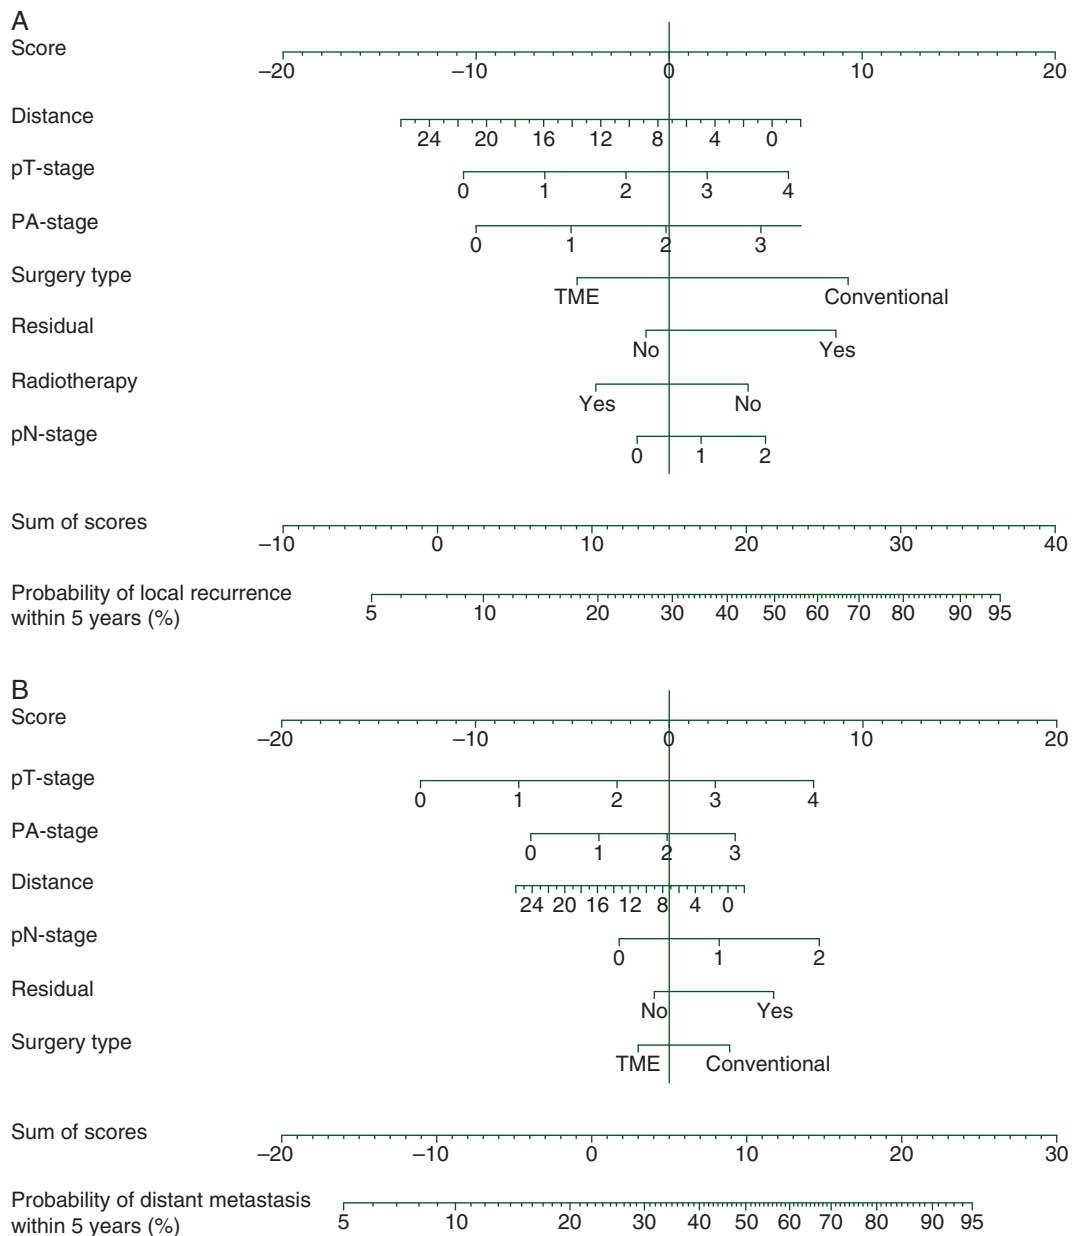 A
Score
–20 –10 0 10 20
Distance
24 20 16 12 8 4 0
pT-stage
0 1 2 3 4
PA-stage
0 1 2 3
Surgery type
TME Conventional
Residual
No Yes
Radiotherapy
Yes No
pN-stage
0 1 2
Sum of scores
–10 0 10 20 30 40
Probability of local recurrence
within 5 years (%)
5 10 20 30 40 50 60 70 80 90 95
B
Score
–20 –10 0 10 20
pT-stage
0 1 2 3 4
PA-stage
0 1 2 3
Distance
24 20 16 12 8 4 0
pN-stage
0 1 2
Residual
No Yes
Surgery type
TME Conventional
Sum of scores
–20 –10 0 10 20 30
Probability of distant metastasis
within 5 years (%)
5 10 20 30 40 50 60 70 80 90 95